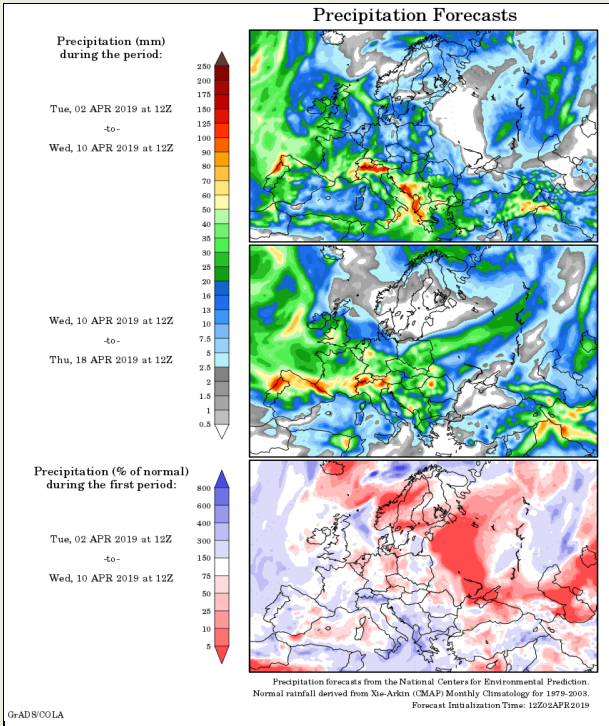 Precipitation Forecasts
Precipitation (mm)
during the period:
Tue, 02 APR 2019 at 12Z
-to-
Wed, 10 APR 2019 at 12Z
250
200
175
150
125
100
90
80
70
60
50
40
35
30
25
20
16
13
10
7.5
5
2.5
2
1.5
1
0.5
Wed, 10 APR 2019 at 12Z
-to-
Thu, 18 APR 2019 at 12Z
Precipitation (% of normal)
during the first period:
Tue, 02 APR 2019 at 12Z
-to-
Wed, 10 APR 2019 at 12Z
800
600
400
300
150
75
50
25
10
5
Precipitation forecasts from the National Centers for Environmental Prediction.
Normal rainfall derived from Xie-Arkin (CMAP) Monthly Climatology for 1979-2003.
Forecast Initialization Time: 12Z02APR2019
GrADS/COLA